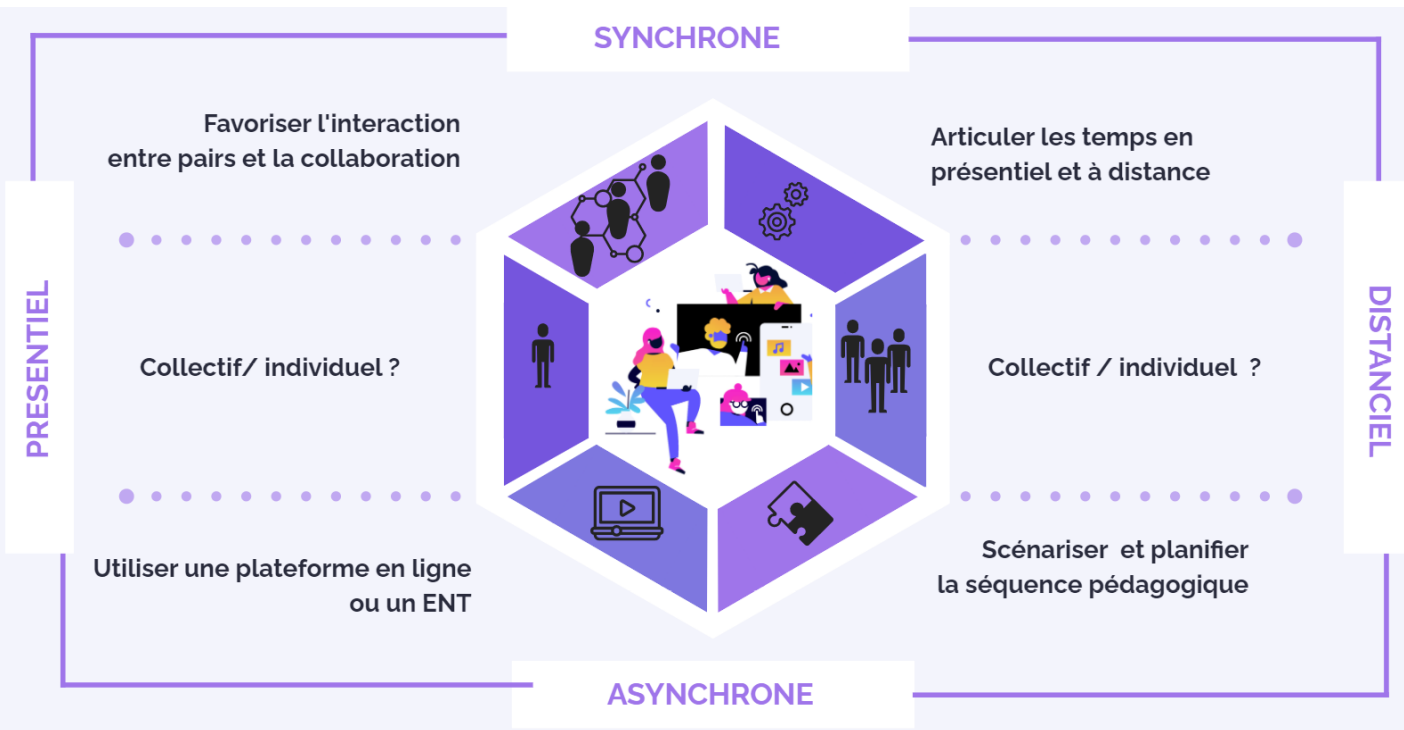 SYNCHRONE
Favoriser l'interaction
entre pairs et la collaboration
Articuler les temps en
présentiel et à distance
PRESENTIEL
Collectif/ individuel ?
Collectif / individuel ?
DISTANCIEL
Utiliser une plateforme en ligne
ou un ENT
Scénariser et planifier
la séquence pédagogique
ASYNCHRONE